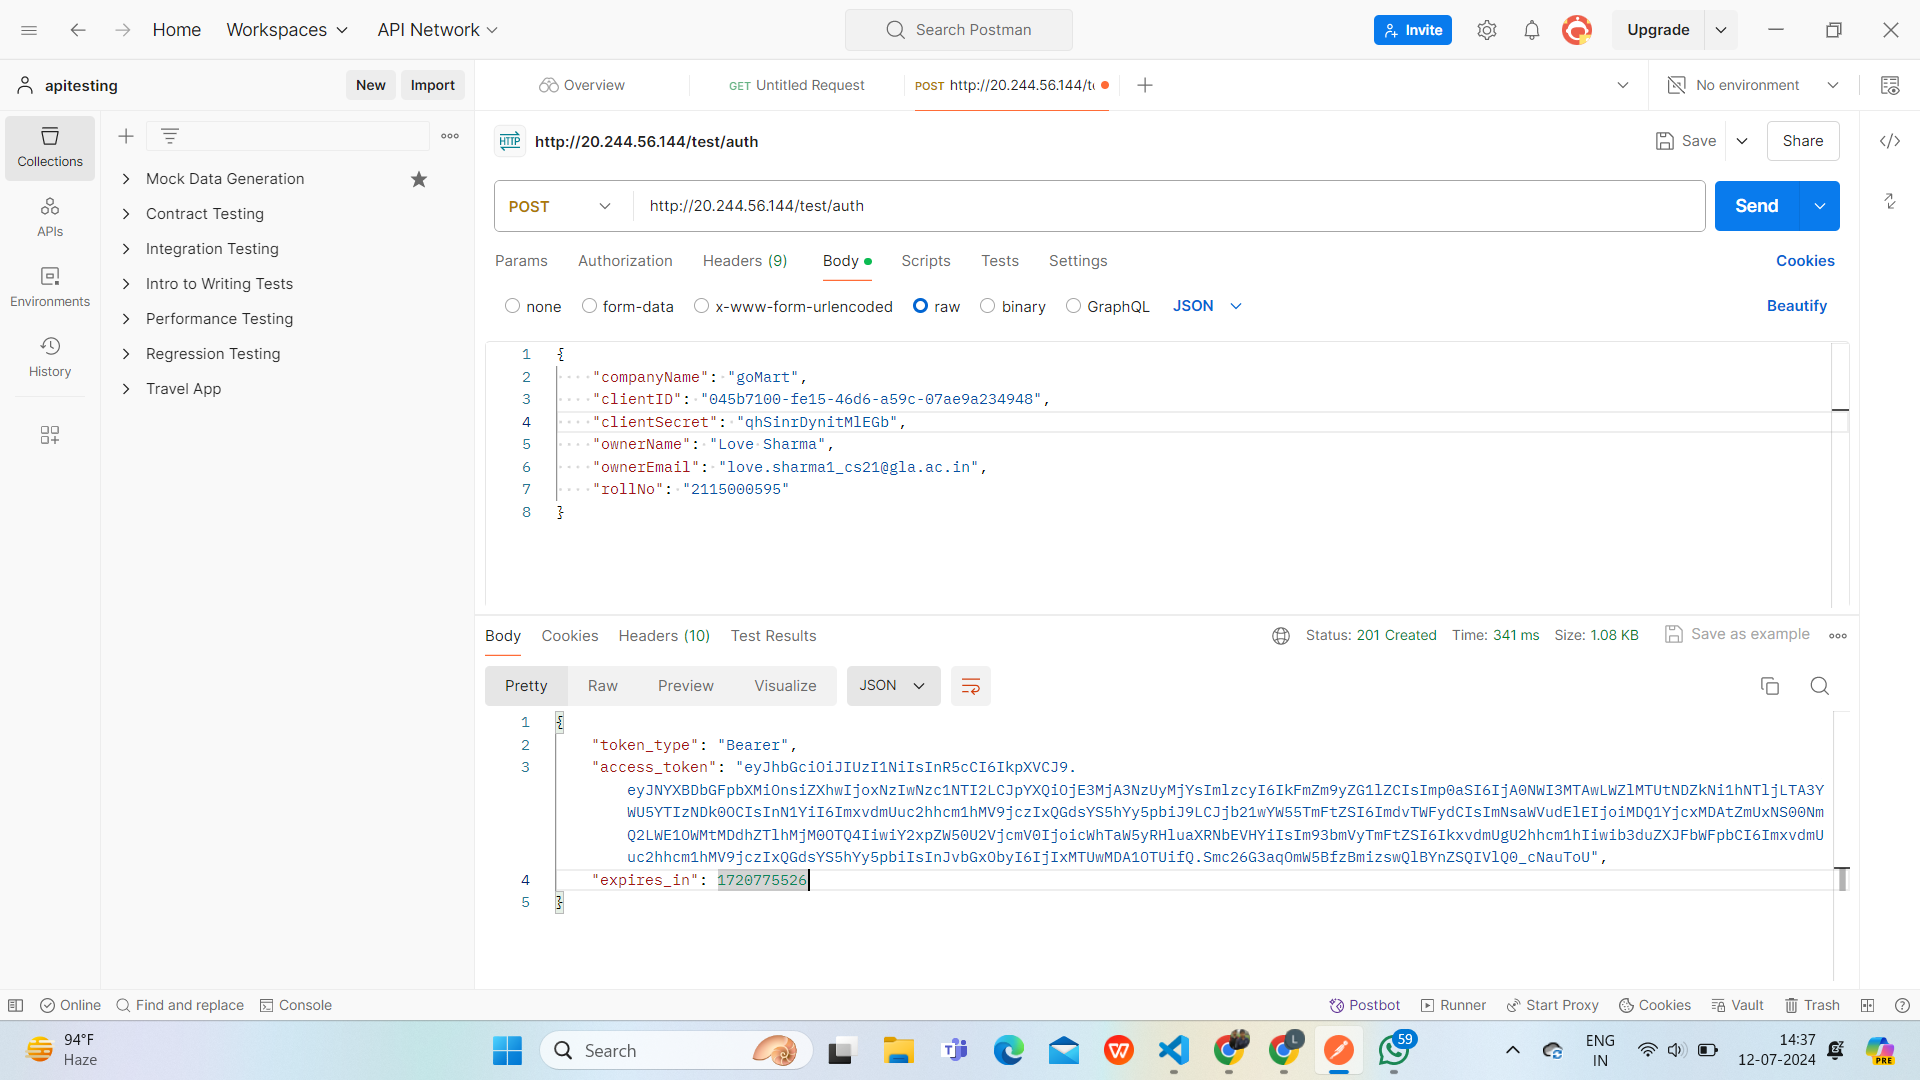 Home Workspaces API Network Search Postman Invite Upgrade
apitesting New Import Overview GET Untitled Request POST http://20.244.56.144/t No environment
Collections
APIs
Environments
History
Mock Data Generation
Contract Testing
Integration Testing
Intro to Writing Tests
Performance Testing
Regression Testing
Travel App
HTTP http://20.244.56.144/test/auth Save Share
POST http://20.244.56.144/test/auth Send
Params Authorization Headers (9) Body Scripts Tests Settings Cookies
none form-data x-www-form-urlencoded raw binary GraphQL JSON Beautify
1 {
2 "companyName": "goMart",
3 "clientID": "045b7100-fe15-46d6-a59c-07ae9a234948",
4 "clientSecret": "qhSinrDynitMlEGb",
5 "ownerName": "Love Sharma",
6 "ownerEmail": "love.sharma1_cs21@gla.ac.in",
7 "rollNo": "2115000595"
8 }
Body Cookies Headers (10) Test Results Status: 201 Created Time: 341 ms Size: 1.08 KB Save as example
Pretty Raw Preview Visualize JSON
1 {
2 "token_type": "Bearer",
3 "access_token": "eyJhbGciOiJIUzI1NiIsInR5cCI6IkpXVCJ9.
eyJNYXBDbGFpbXMiOnsiZXhwIjoxNzIwNzc1NTI2LCJpYXQiOjE3MjA3NzUyMjYsImlzcyI6IkFmZm9yZG1lZCIsImp0aSI6IjA0NWI3MTAwLWZlMTUtNDZkNi1hNTljLTA3Y
WU5YTIzNDk0OCIsInN1YiI6ImxvdmUuc2hhcm1hMV9jczIxQGdsYS5hYy5pbiJ9LCJjb21wYW55TmFtZSI6ImdvTWFydCIsImNsaWVudElEIjoiMDQ1YjcxMDAtZmUxNS00Nm
Q2LWE1OWMtMDdhZTlhMjM0OTQ4IiwiY2xpZW50U2VjcmV0IjoicWhTaW5yRHluaXRNbEVHYiIsIm93bmVyTmFtZSI6IkxvdmUgU2hhcm1hIiwib3duZXJFbWFpbCI6ImxvdmU
uc2hhcm1hMV9jczIxQGdsYS5hYy5pbiIsInJvbGxObyI6IjIxMTUwMDA1OTUifQ.Smc26G3aqOmW5BfzBmizswQlBYnZSQIVlQ0_cNauToU",
4 "expires_in": 1720775526
5 }
Online Find and replace Console Postbot Runner Start Proxy Cookies Vault Trash
94°F
Haze
Search
L
59
ENG
IN
14:37
12-07-2024
PRE